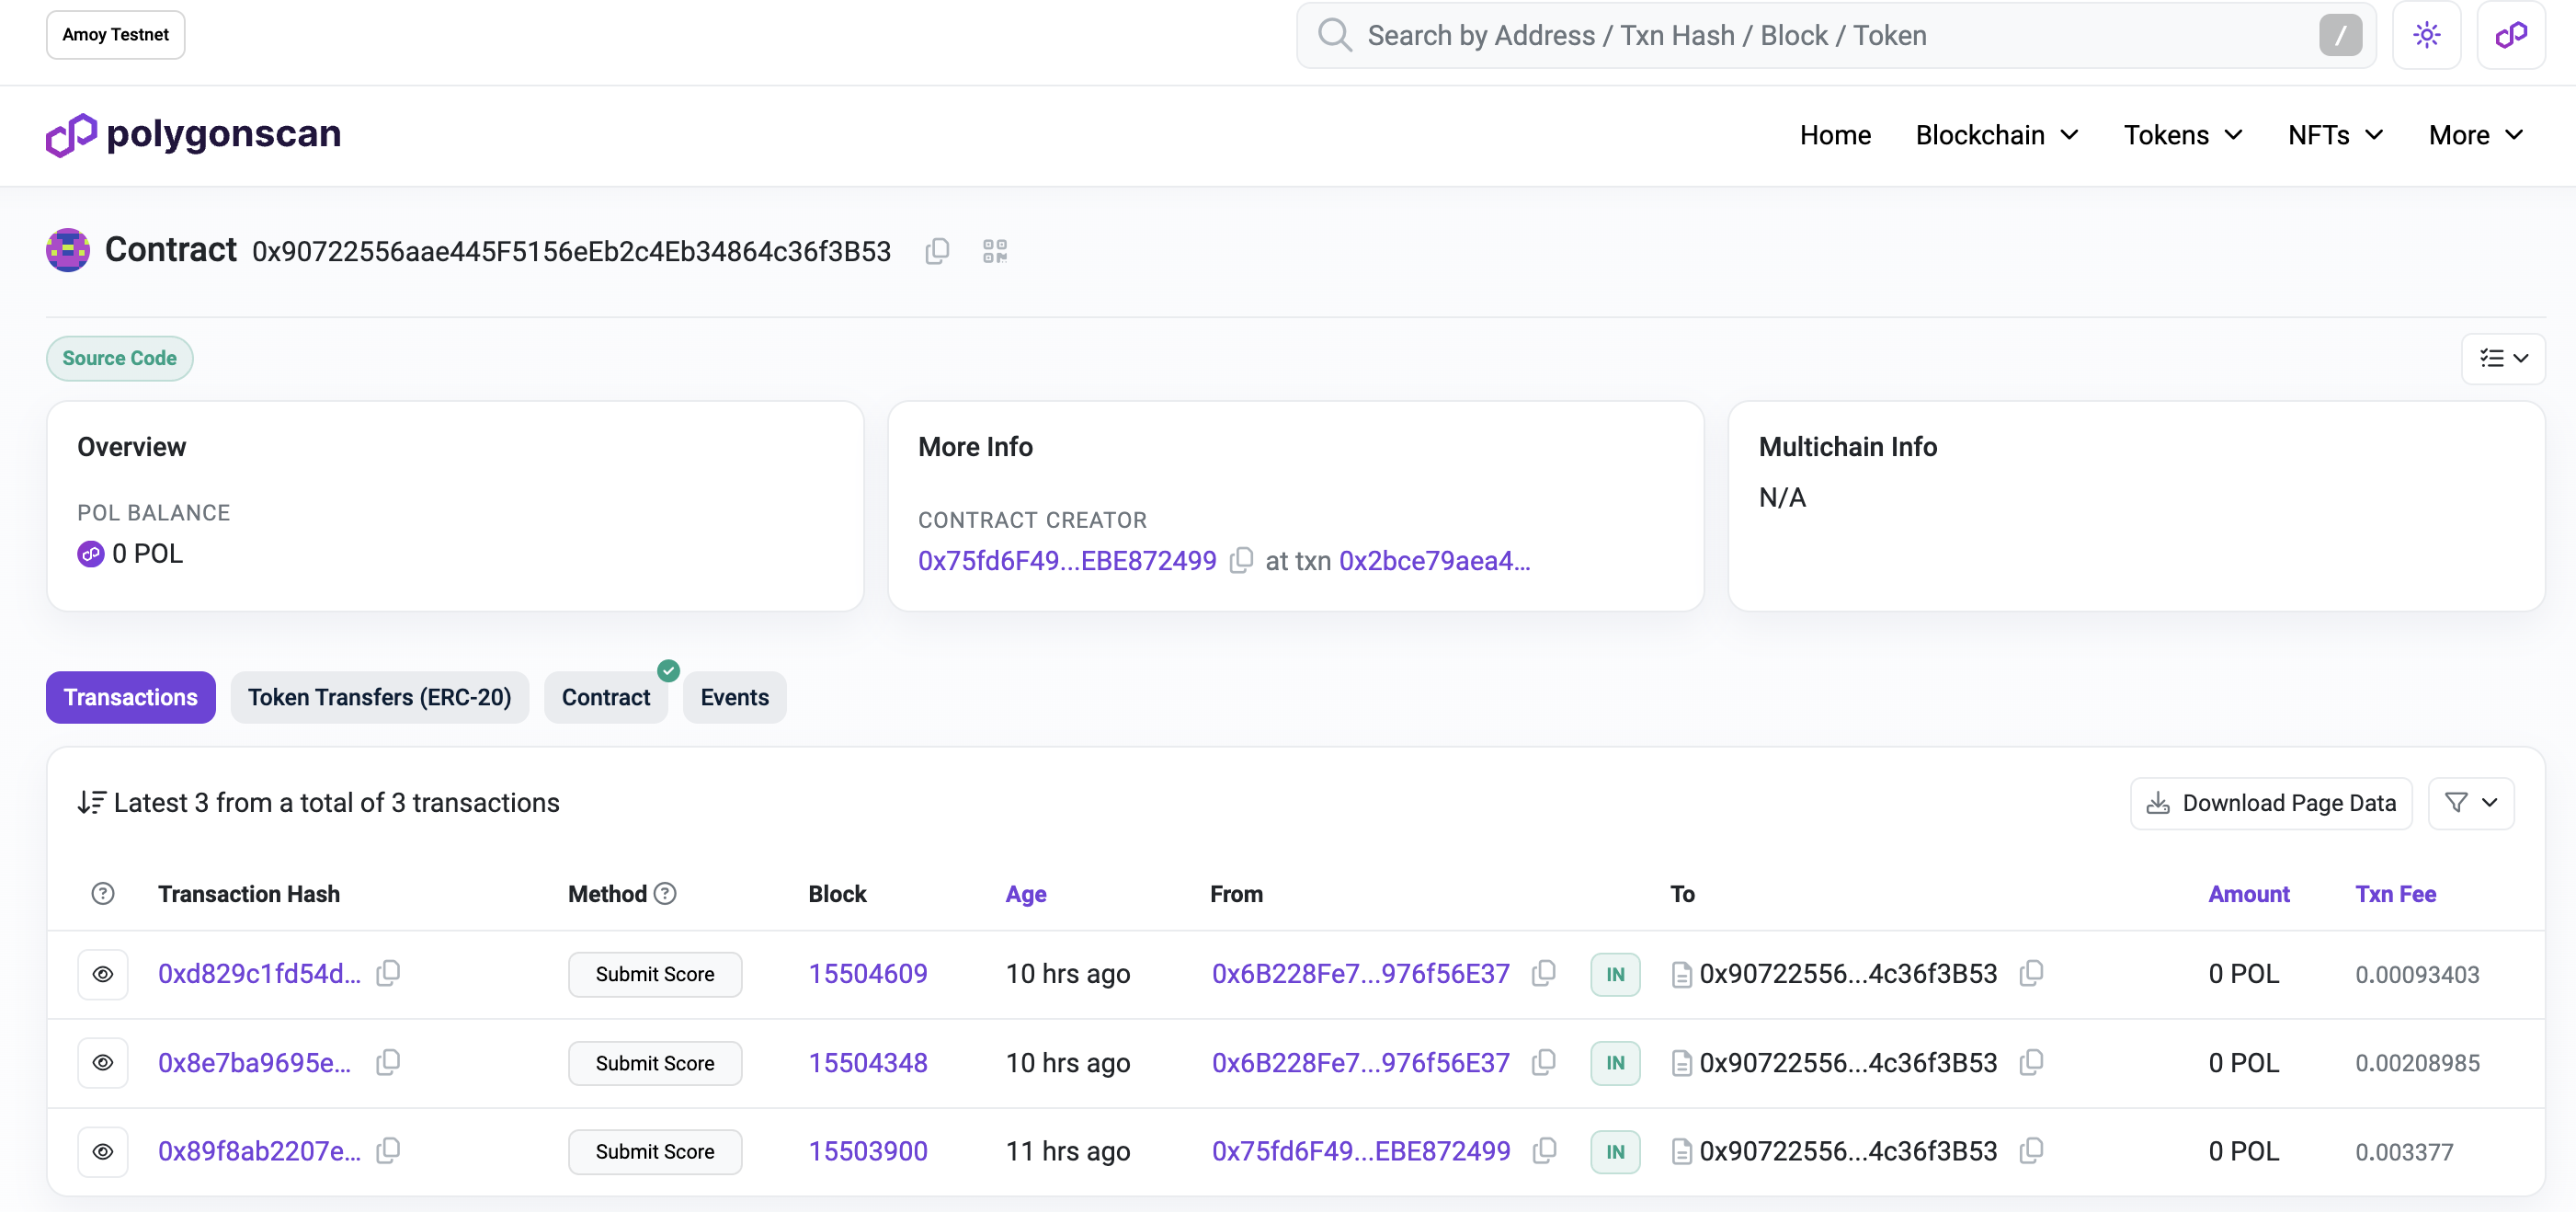 Amoy Testnet
Search by Address / Txn Hash / Block / Token
/
polygonscan
Home Blockchain Tokens NFTs More
Contract 0x90722556aae445F5156eEb2c4Eb34864c36f3B53
Source Code
Overview
POL BALANCE
0 POL
More Info
CONTRACT CREATOR
0x75fd6F49...EBE872499 at txn 0x2bce79aea4...
Multichain Info
N/A
Transactions Token Transfers (ERC-20) Contract Events
Latest 3 from a total of 3 transactions
Download Page Data
Transaction Hash Method Block Age From To Amount Txn Fee
0xd829c1fd54d... Submit Score 15504609 10 hrs ago 0x6B228Fe7...976f56E37 IN 0x90722556...4c36f3B53 0 POL 0.00093403
0x8e7ba9695e... Submit Score 15504348 10 hrs ago 0x6B228Fe7...976f56E37 IN 0x90722556...4c36f3B53 0 POL 0.00208985
0x89f8ab2207e... Submit Score 15503900 11 hrs ago 0x75fd6F49...EBE872499 IN 0x90722556...4c36f3B53 0 POL 0.003377